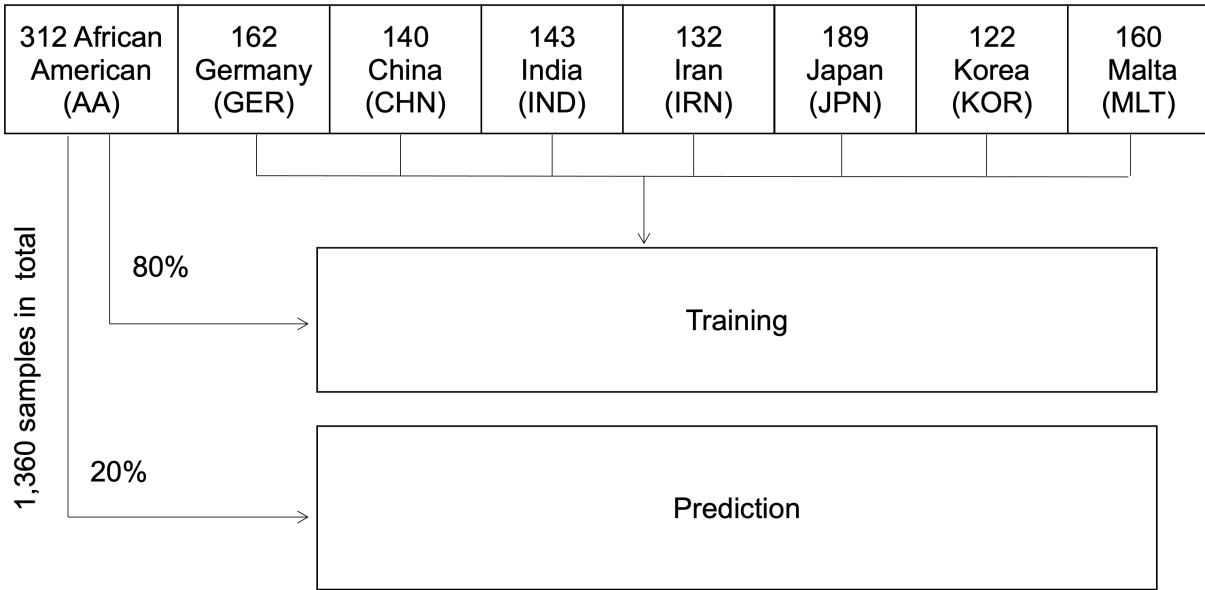 312 African
American
(AA)
162
Germany
(GER)
140
China
(CHN)
143
India
(IND)
132
Iran
(IRN)
189
Japan
(JPN)
122
Korea
(KOR)
160
Malta
(MLT)
1,360 samples in total
80%
Training
20%
Prediction